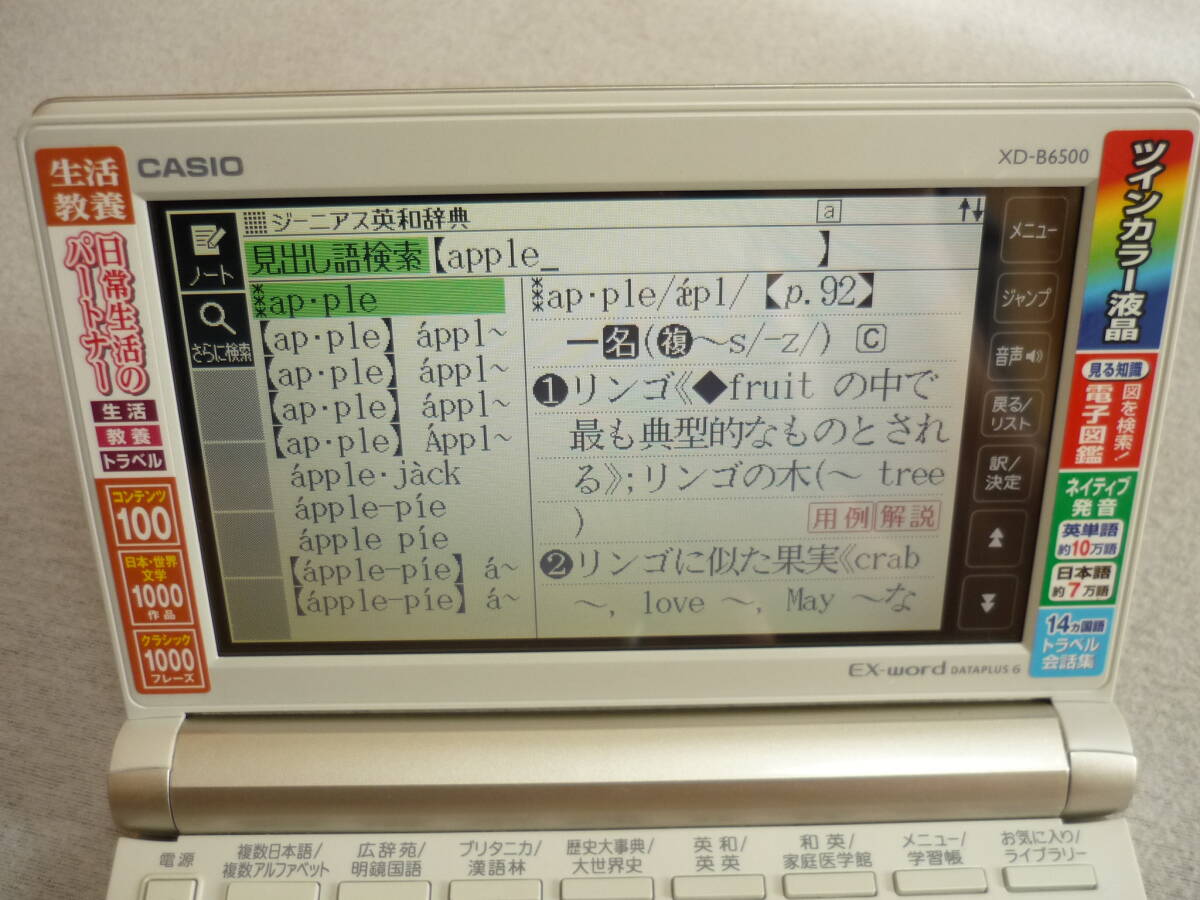 CASIO
XD-B6500
生活
教養
日常生活の
パートナー
生活
教養
トラベル
コンテンツ
100
日本・世界
文学
1000
作品
クラシック
1000
フレーズ
ノート
さらに検索
ジーニアス英和辞典
a
↑↓
見出し語検索【apple_ 】
ap·ple
【ap·ple】 áppl~
(ap·ple) áppl~
【ap·ple】 áppl~
(ap·ple) Áppl~
ápple·jàck
ápple-píe
ápple píe
【ápple-píe】 á~
【ápple-píe】 á~
⁂ap·ple/ǽpl/【p.92】
―名(複~s/-z/) C
❶リンゴ《◆fruit の中で
最も典型的なものとされ
る》;リンゴの木(~ tree
)
用例 解説
❷リンゴに似た果実《crab
~, love ~, May ~な
メニュー
ジャンプ
音声
戻る/
リスト
訳/
決定
ツインカラー液晶
見る知識
図を検索!
電子図鑑
ネイティブ
発音
英単語
約10万語
日本語
約7万語
14ヵ国語
トラベル
会話集
EX-word DATAPLUS 6
電源
複数日本語/
複数アルファベット
広辞苑/
明鏡国語
ブリタニカ/
漢語林
歴史大事典/
大世界史
英和/
英英
和英/
家庭医学館
メニュー/
学習帳
お気に入り/
ライブラリー